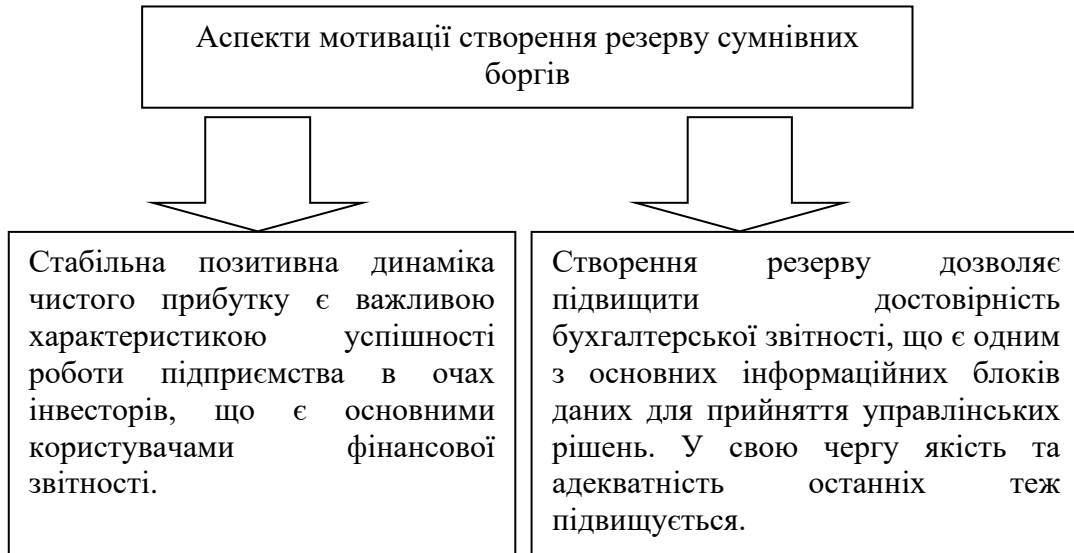 Аспекти мотивації створення резерву сумнівних
боргів
Стабільна позитивна динаміка
чистого прибутку є важливою
характеристикою успішності
роботи підприємства в очах
інвесторів, що є основними
користувачами фінансової
звітності.
Створення резерву дозволяє
підвищити достовірність
бухгалтерської звітності, що є одним
з основних інформаційних блоків
даних для прийняття управлінських
рішень. У свою чергу якість та
адекватність останніх теж
підвищується.